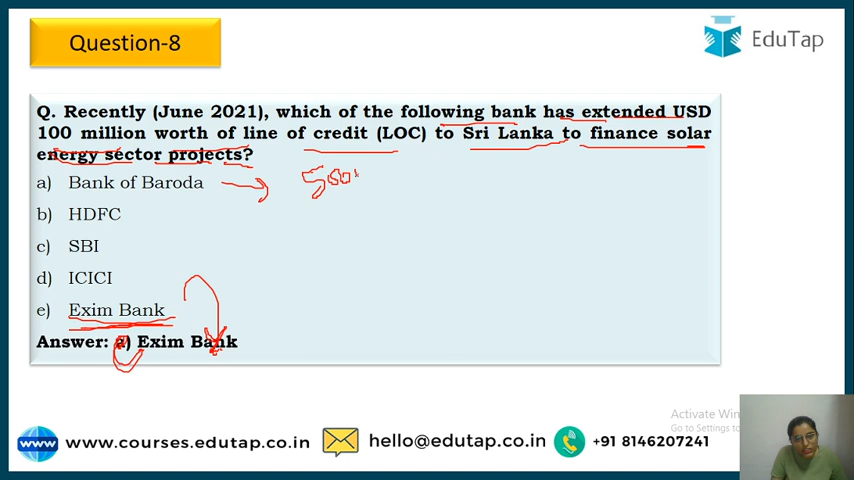 Question-8
EduTap
Q. Recently (June 2021), which of the following bank has extended USD
100 million worth of line of credit (LOC) to Sri Lanka to finance solar
energy sector projects?
a) Bank of Baroda
b) HDFC
c) SBI
d) ICICI
e) Exim Bank
Answer: a) Exim Bank
Activate Win
Go to Settings to
www.courses.edutap.co.in
hello@edutap.co.in
+91 8146207241
WWW